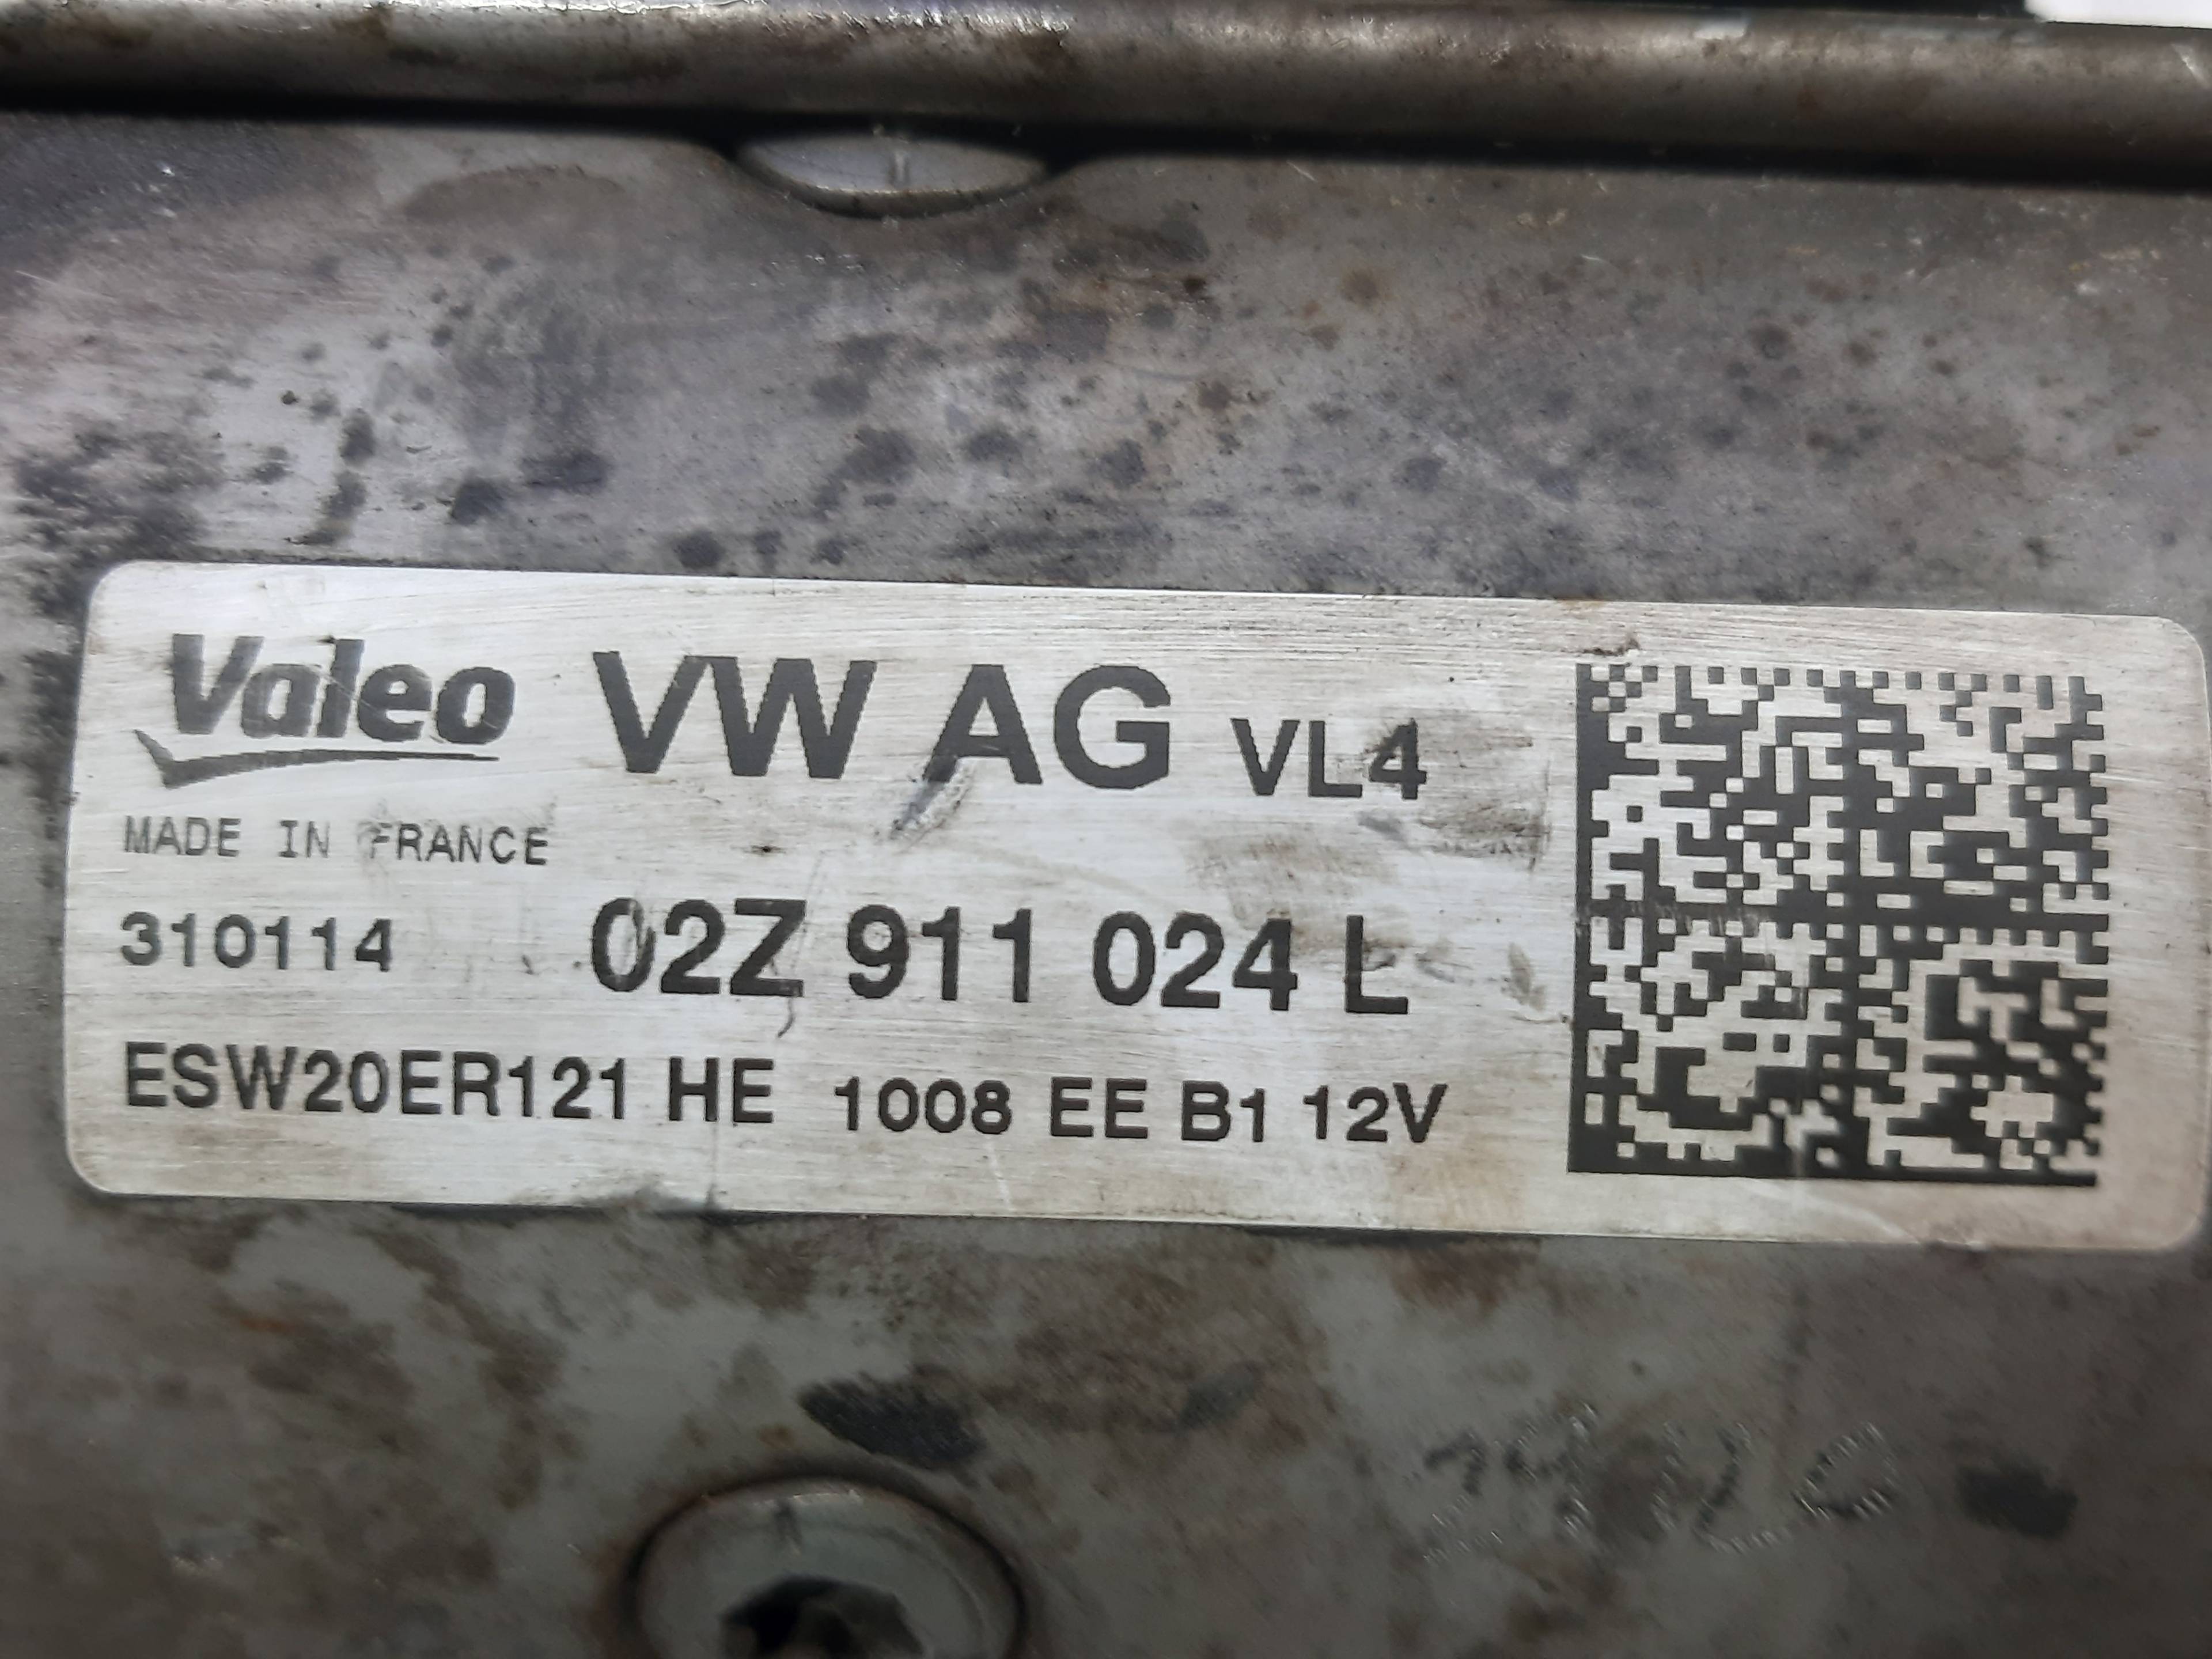 Valeo VW AG VL4
MADE IN FRANCE
310114 02Z 911 024 L
ESW20ER121 HE 1008 EE B1 12V